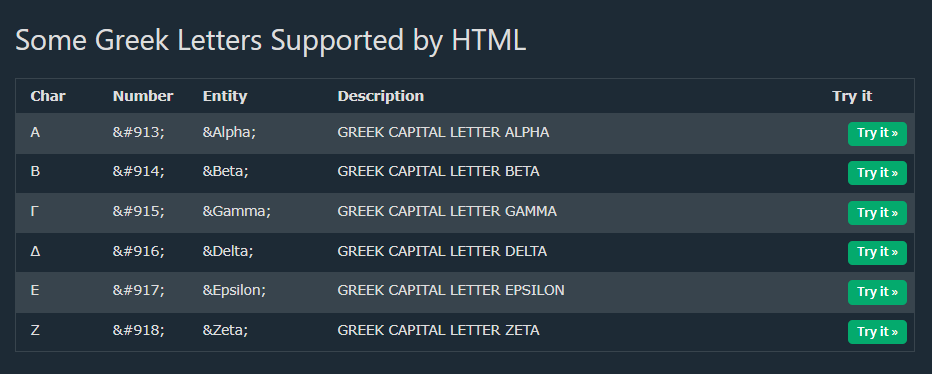 Some Greek Letters Supported by HTML
Char Number Entity Description Try it
Α &#913; &Alpha; GREEK CAPITAL LETTER ALPHA Try it »
Β &#914; &Beta; GREEK CAPITAL LETTER BETA Try it »
Γ &#915; &Gamma; GREEK CAPITAL LETTER GAMMA Try it »
Δ &#916; &Delta; GREEK CAPITAL LETTER DELTA Try it »
Ε &#917; &Epsilon; GREEK CAPITAL LETTER EPSILON Try it »
Ζ &#918; &Zeta; GREEK CAPITAL LETTER ZETA Try it »